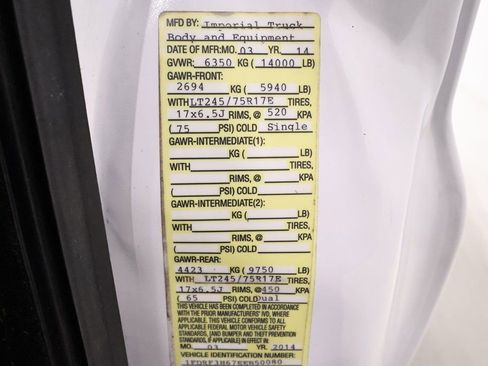 MFD BY: Imperial Truck
Body and Equipment
DATE OF MFR: MO. 03 YR. 14
GVWR: 6350 KG ( 14000 LB)
GAWR-FRONT:
2694 KG ( 5940 LB)
WITH LT245/75R17E TIRES,
17x6.5J RIMS, @ 520 KPA
( 75 PSI) COLD Single
GAWR-INTERMEDIATE(1):
KG ( LB)
WITH TIRES,
RIMS, @ KPA
( PSI) COLD
GAWR-INTERMEDIATE(2):
KG ( LB)
WITH TIRES,
RIMS, @ KPA
( PSI) COLD
GAWR-REAR:
4423 KG ( 9750 LB)
WITH LT245/75R17E TIRES,
17x6.5J RIMS, @ 450 KPA
( 65 PSI) COLD Dual
THIS VEHICLE HAS BEEN COMPLETED IN ACCORDANCE
WITH THE PRIOR MANUFACTURERS' IVD, WHERE
APPLICABLE. THIS VEHICLE CONFORMS TO ALL
APPLICABLE FEDERAL MOTOR VEHICLE SAFETY
STANDARDS, [AND BUMPER AND THEFT PREVENTION
STANDARDS, IF APPLICABLE] IN EFFECT IN
MO. 03 2014
VEHICLE IDENTIFICATION NUMBER: